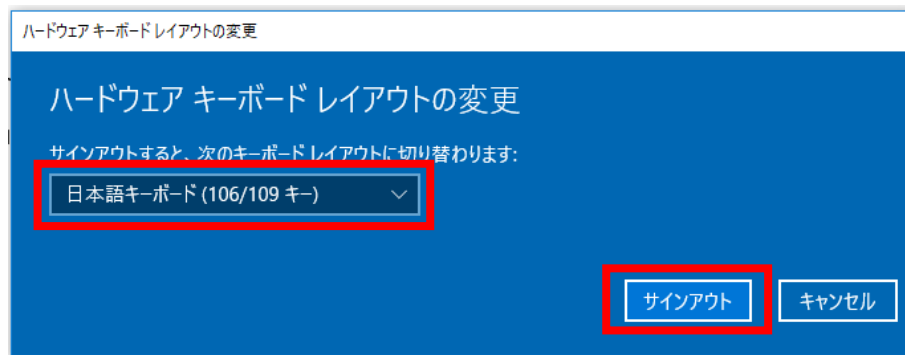 ハードウェア キーボード レイアウトの変更
ハードウェア キーボード レイアウトの変更
サインアウトすると、次のキーボード レイアウトに切り替わります:
日本語キーボード (106/109 キー)
サインアウト
キャンセル